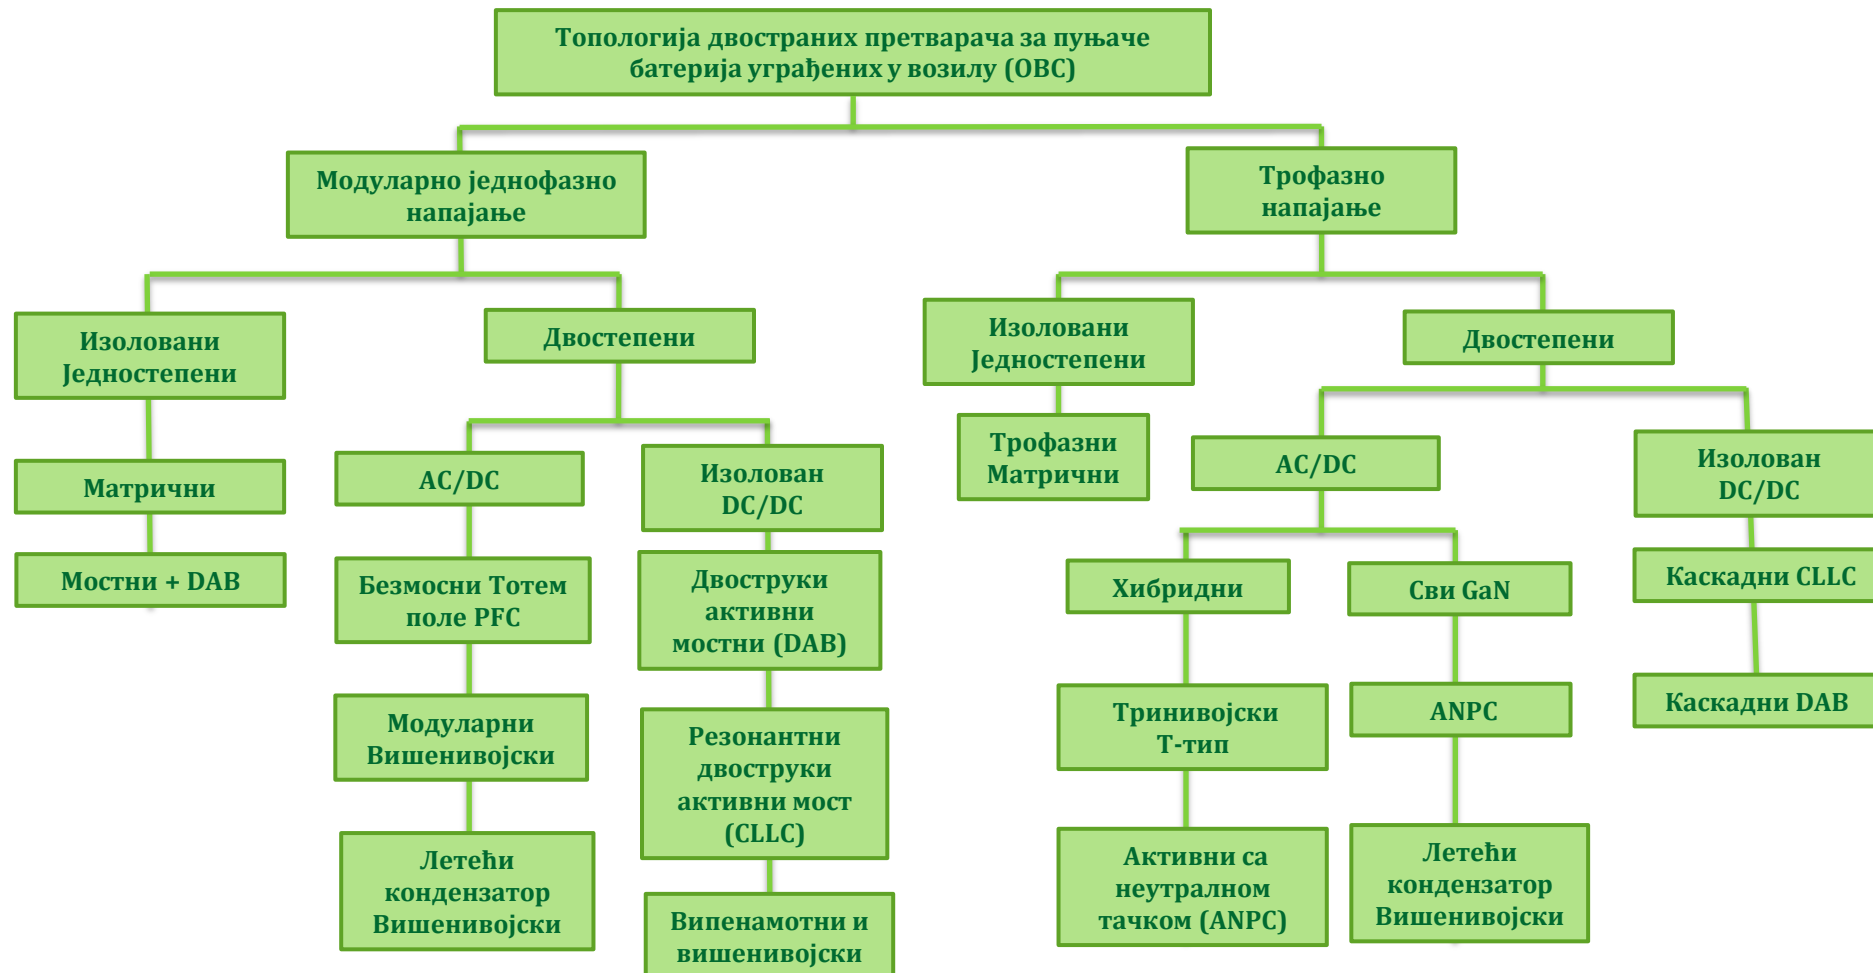 Топологија двостраних претварача за пуњаче
батерија уграђених у возилу (OBC)
Модуларно једнофазно
напајање
Трофазно
напајање
Изоловани
Једностепени
Двостепени
Изоловани
Једностепени
Двостепени
Матрични
Мостни + DAB
AC/DC
Изолован
DC/DC
Безмосни Тотем
поле PFC
Двоструки
активни
мостни (DAB)
Модуларни
Вишенивојски
Резонантни
двоструки
активни мост
(CLLC)
Летећи
кондензатор
Вишенивојски
Випенамотни и
вишенивојски
Трофазни
Матрични
AC/DC
Изолован
DC/DC
Хибридни
Сви GaN
Каскадни CLLC
Тринивојски
Т-тип
ANPC
Каскадни DAB
Активни са
неутралном
тачком (ANPC)
Летећи
кондензатор
Вишенивојски